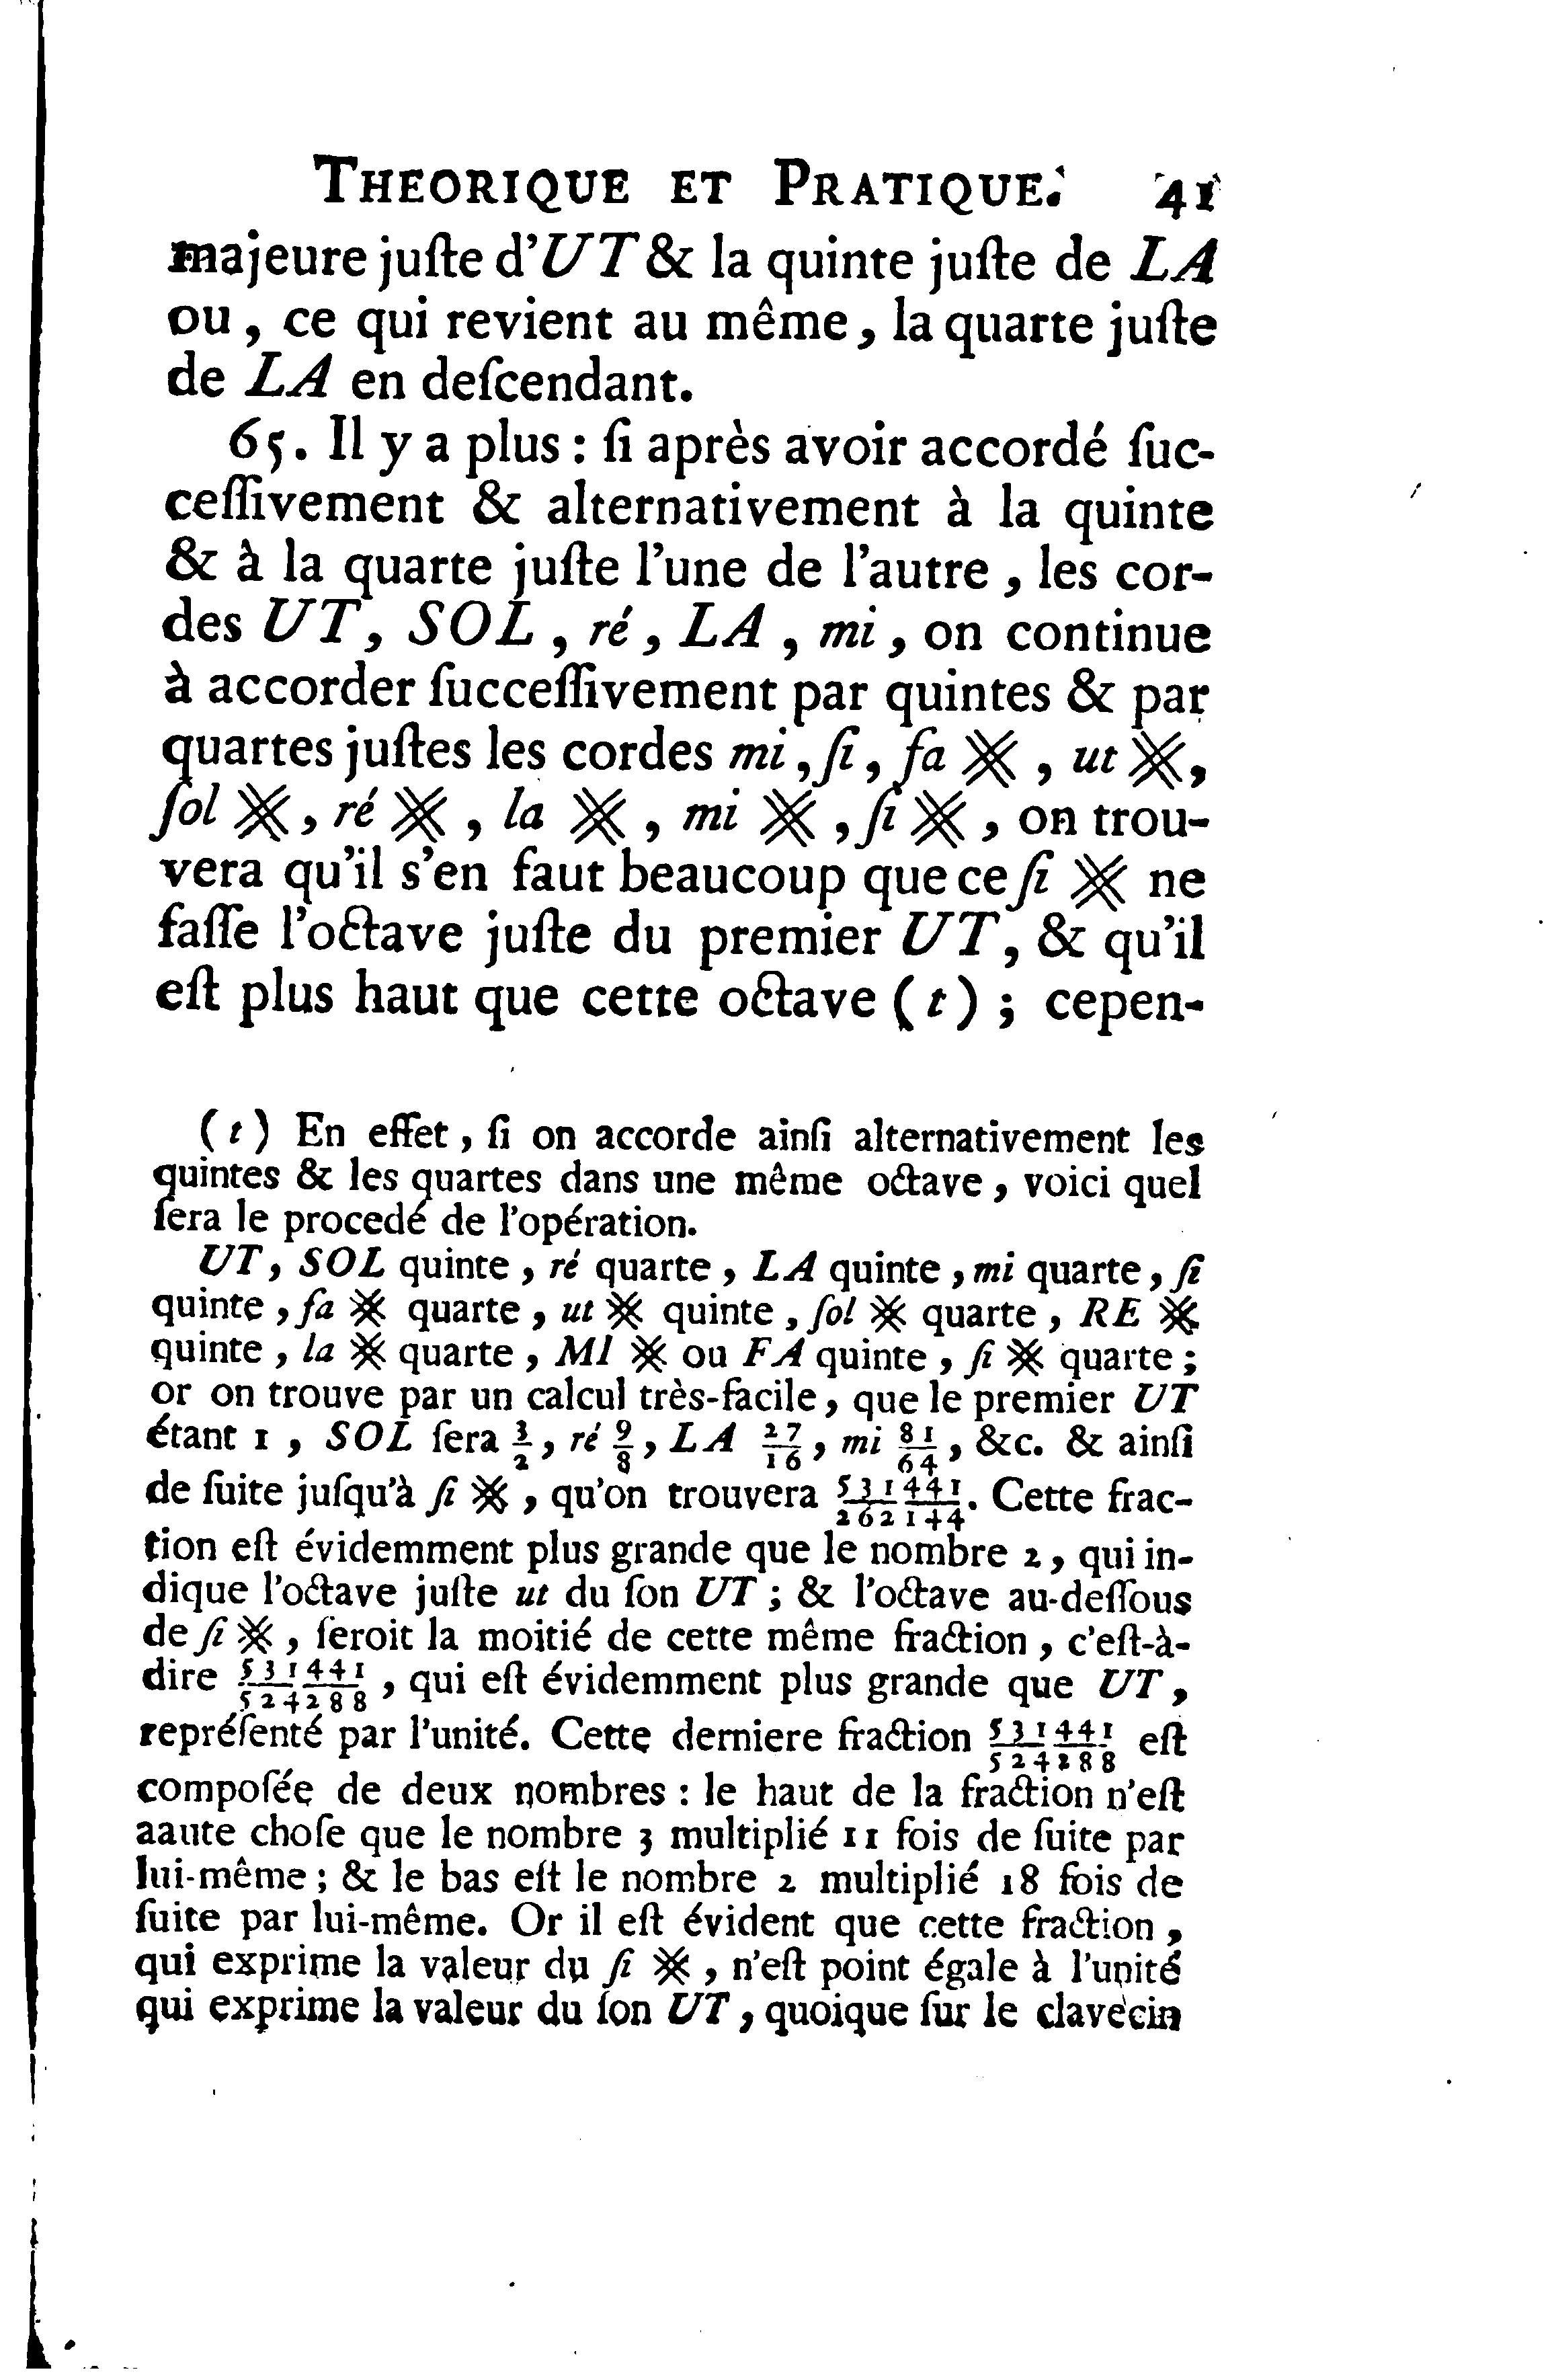 THEORIQUE ET PRATIQUE. 41
majeure juſte d'UT & la quinte juſte de LA
ou, ce qui revient au même, la quarte juſte
de LA en deſcendant.
65. Il y a plus : ſi après avoir accordé ſuc-
ceſſivement & alternativement à la quinte
& à la quarte juſte l'une de l'autre, les cor-
des UT, SOL, ré, LA, mi, on continue
à accorder ſucceſſivement par quintes & par
quartes juſtes les cordes mi, ſi, fa ※, ut ※,
ſol ※, ré ※, la ※, mi ※, ſi ※, on trou-
vera qu'il s'en faut beaucoup que ce ſi ※ ne
faſſe l'octave juſte du premier UT, & qu'il
eſt plus haut que cette octave (t) ; cepen-
(t) En effet, ſi on accorde ainſi alternativement les
quintes & les quartes dans une même octave, voici quel
ſera le procedé de l'opération.
UT, SOL quinte, ré quarte, LA quinte, mi quarte, ſi
quinte, fa ※ quarte, ut ※ quinte, ſol ※ quarte, RE ※
quinte, la ※ quarte, MI ※ ou FA quinte, ſi ※ quarte ;
or on trouve par un calcul très-facile, que le premier UT
étant 1, SOL ſera 3/2, ré 9/8, LA 27/16, mi 81/64, &c. & ainſi
de ſuite juſqu'à ſi ※, qu'on trouvera 531441/262144. Cette frac-
tion eſt évidemment plus grande que le nombre 2, qui in-
dique l'octave juſte ut du ſon UT ; & l'octave au-deſſous
de ſi ※, ſeroit la moitié de cette même fraction, c'eſt-à-
dire 531441/524288, qui eſt évidemment plus grande que UT,
repréſenté par l'unité. Cette derniere fraction 531441/524288 eſt
compoſée de deux nombres : le haut de la fraction n'eſt
aaute choſe que le nombre 3 multiplié 11 fois de ſuite par
lui-même ; & le bas eſt le nombre 2 multiplié 18 fois de
ſuite par lui-même. Or il eſt évident que cette fraction,
qui exprime la valeur du ſi ※, n'eſt point égale à l'unité
qui exprime la valeur du ſon UT, quoique ſur le clavecin